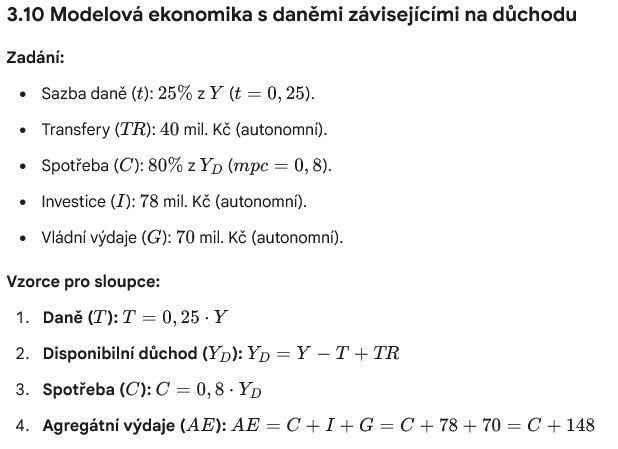 3.10 Modelová ekonomika s daněmi závisejícími na důchodu
Zadání:
• Sazba daně (t): 25% z Y (t = 0, 25).
• Transfery (TR): 40 mil. Kč (autonomní).
• Spotřeba (C): 80% z Y_D (mpc = 0, 8).
• Investice (I): 78 mil. Kč (autonomní).
• Vládní výdaje (G): 70 mil. Kč (autonomní).
Vzorce pro sloupce:
1. Daně (T): T = 0, 25 · Y
2. Disponibilní důchod (Y_D): Y_D = Y − T + TR
3. Spotřeba (C): C = 0, 8 · Y_D
4. Agregátní výdaje (AE): AE = C + I + G = C + 78 + 70 = C + 148